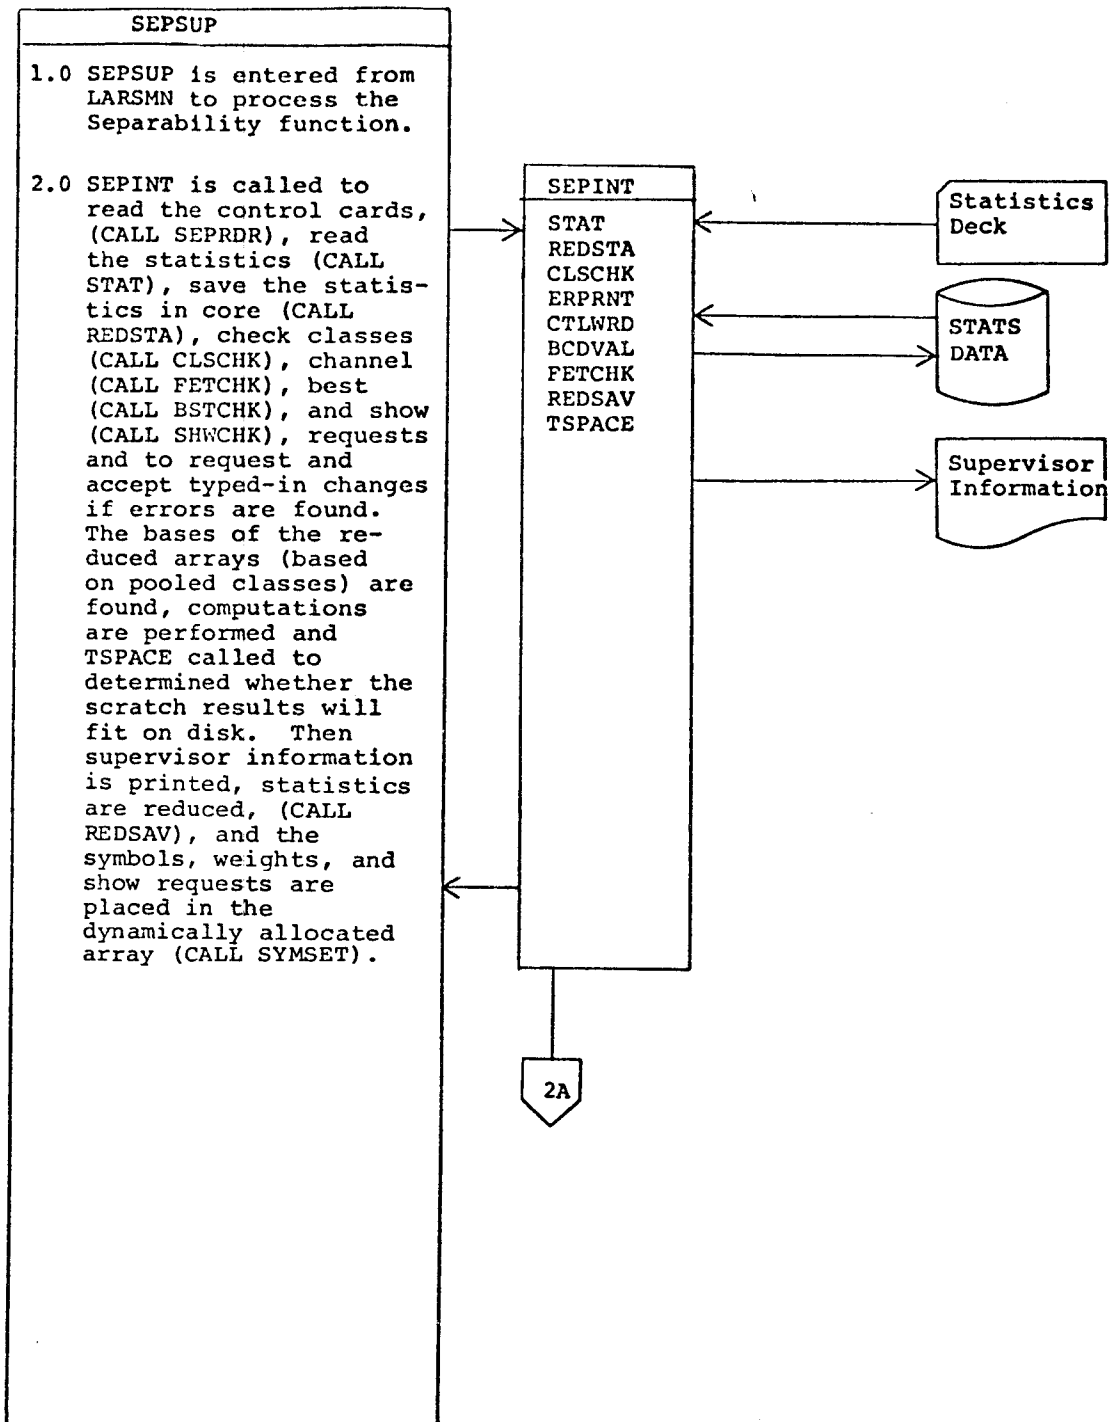 SEPSUP
1.0 SEPSUP is entered from
LARSMN to process the
Separability function.
2.0 SEPINT is called to
read the control cards,
(CALL SEPRDR), read
the statistics (CALL
STAT), save the statis-
tics in core (CALL
REDSTA), check classes
(CALL CLSCHK), channel
(CALL FETCHK), best
(CALL BSTCHK), and show
(CALL SHWCHK), requests
and to request and
accept typed-in changes
if errors are found.
The bases of the re-
duced arrays (based
on pooled classes) are
found, computations
are performed and
TSPACE called to
determined whether the
scratch results will
fit on disk. Then
supervisor information
is printed, statistics
are reduced, (CALL
REDSAV), and the
symbols, weights, and
show requests are
placed in the
dynamically allocated
array (CALL SYMSET).
SEPINT
STAT
REDSTA
CLSCHK
ERPRNT
CTLWRD
BCDVAL
FETCHK
REDSAV
TSPACE
Statistics
Deck
STATS
DATA
Supervisor
Information
2A